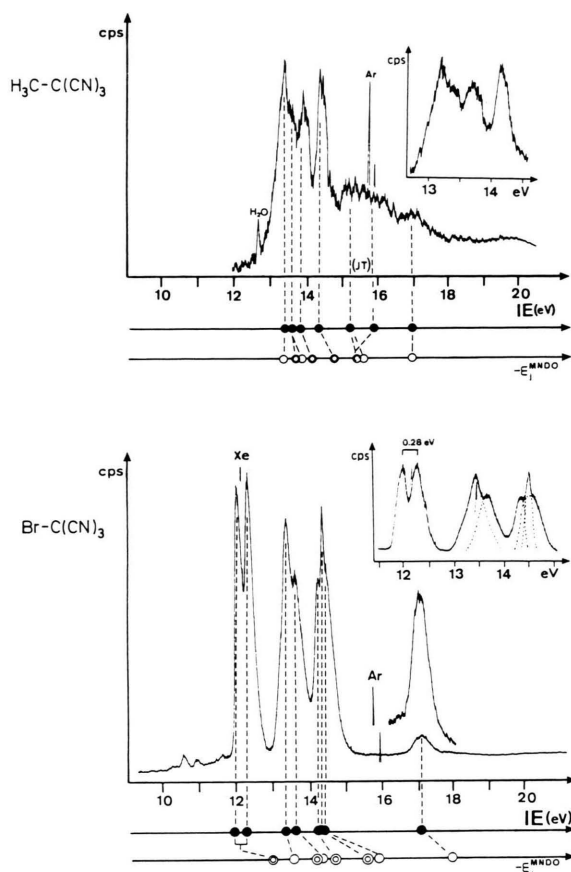 cps
H₃C–C(CN)₃
H₂O
Ar
(JT)
cps
13 14 eV
10 12 14 16 18 20
IE(eV)
-E_J^MNDO
cps
Xe
Br–C(CN)₃
Ar
cps
0.28 eV
12 13 14 eV
10 12 14 16 18 20
IE(eV)
-E_J^MNDO